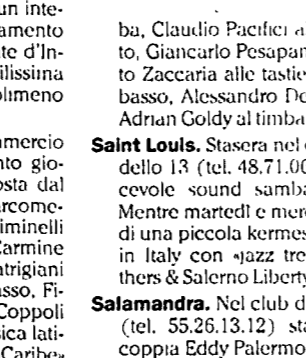 un inte-
amento
te d'In-
ilissima
olimeno
mmercio
nto gio-
osta dal
arcome-
iminelli
Carmine
atrigiani
asso, Fi-
Coppoli
sica lati-
Caribe»
ba, Claudio Pacifici a
to, Giancarlo Pesapan
to Zaccaria alle tastie
basso, Alessandro De
Adrian Goldy al timba
Saint Louis. Stasera nel c
dello 13 (tel. 48.71.00
cevole sound samba
Mentre martedì e merc
di una piccola kermes
in Italy con «jazz tre
thers & Salerno Liberty
Salamandra. Nel club d
(tel. 55.26.13.12) sta
coppia Eddy Palermo